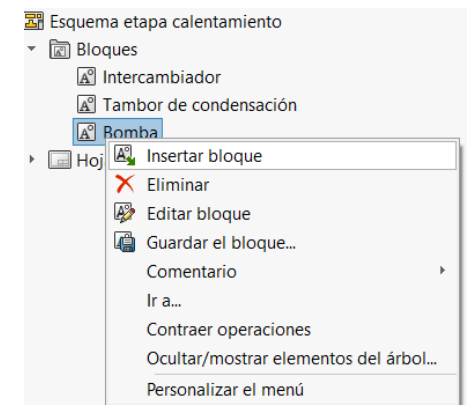 Esquema etapa calentamiento
Bloques
Intercambiador
Tambor de condensación
Bomba
Hoj
Insertar bloque
Eliminar
Editar bloque
Guardar el bloque...
Comentario
Ir a...
Contraer operaciones
Ocultar/mostrar elementos del árbol...
Personalizar el menú